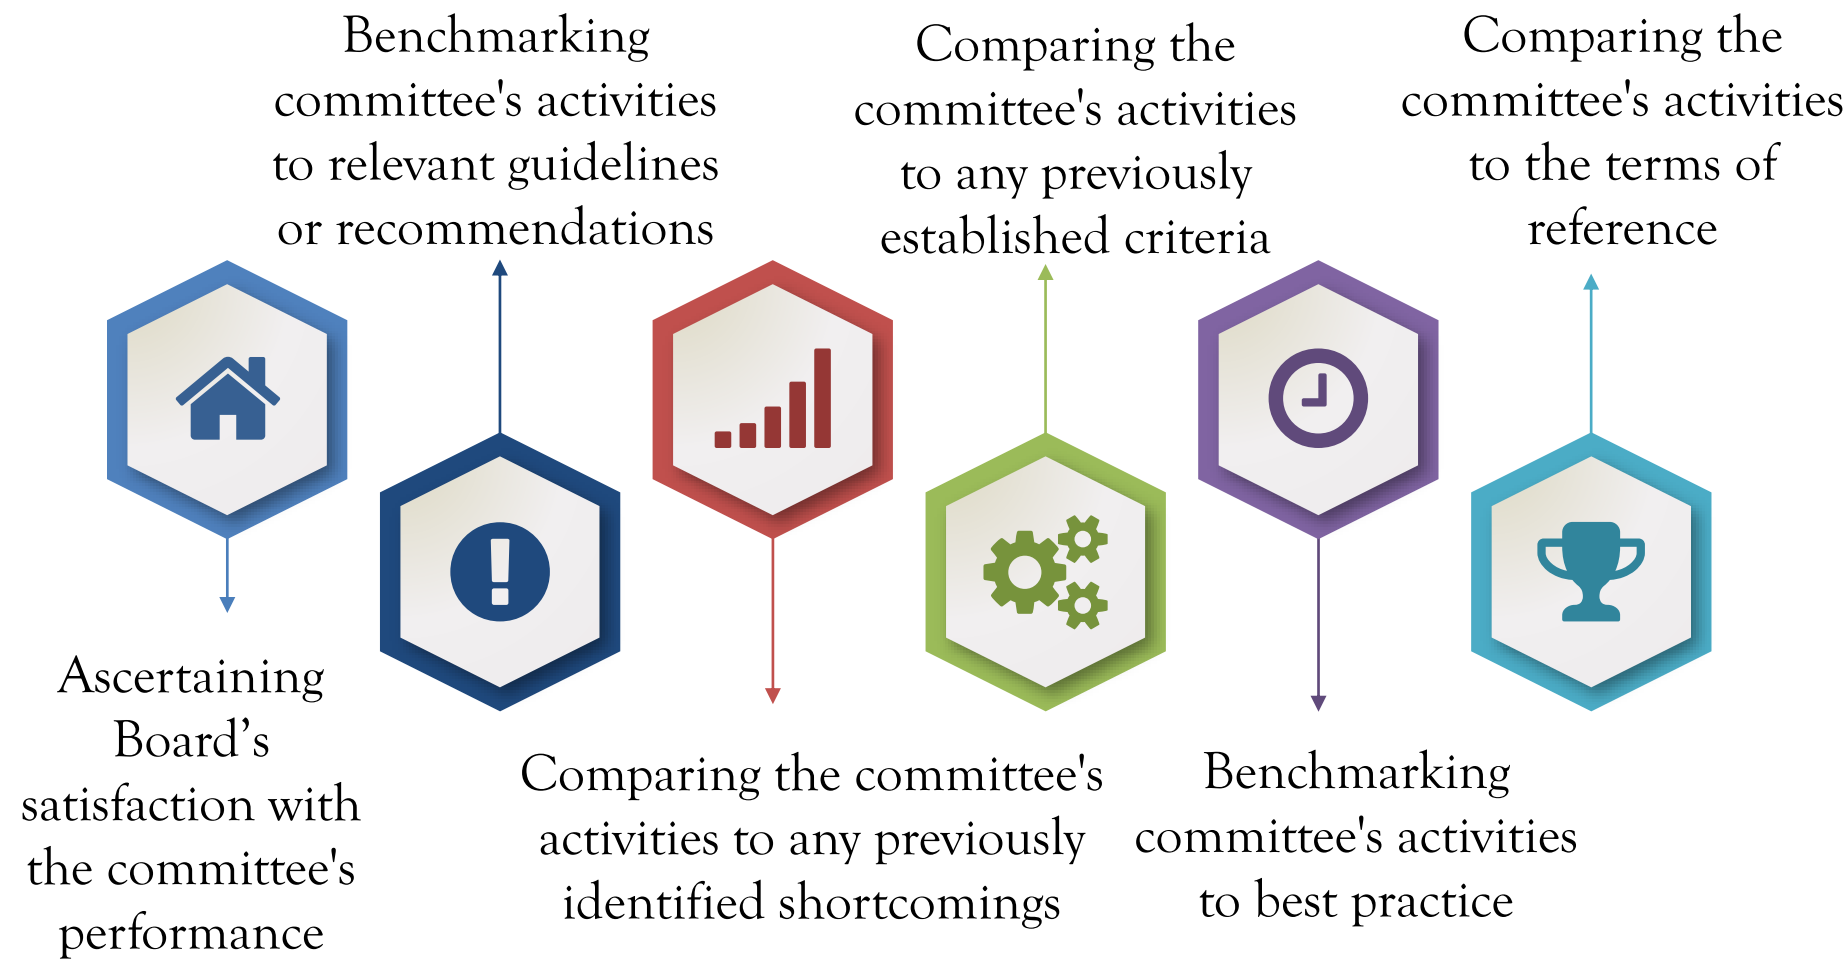 Benchmarking
committee's activities
to relevant guidelines
or recommendations
Comparing the
committee's activities
to any previously
established criteria
Comparing the
committee's activities
to the terms of
reference
Ascertaining
Board’s
satisfaction with
the committee's
performance
Comparing the committee's
activities to any previously
identified shortcomings
Benchmarking
committee's activities
to best practice